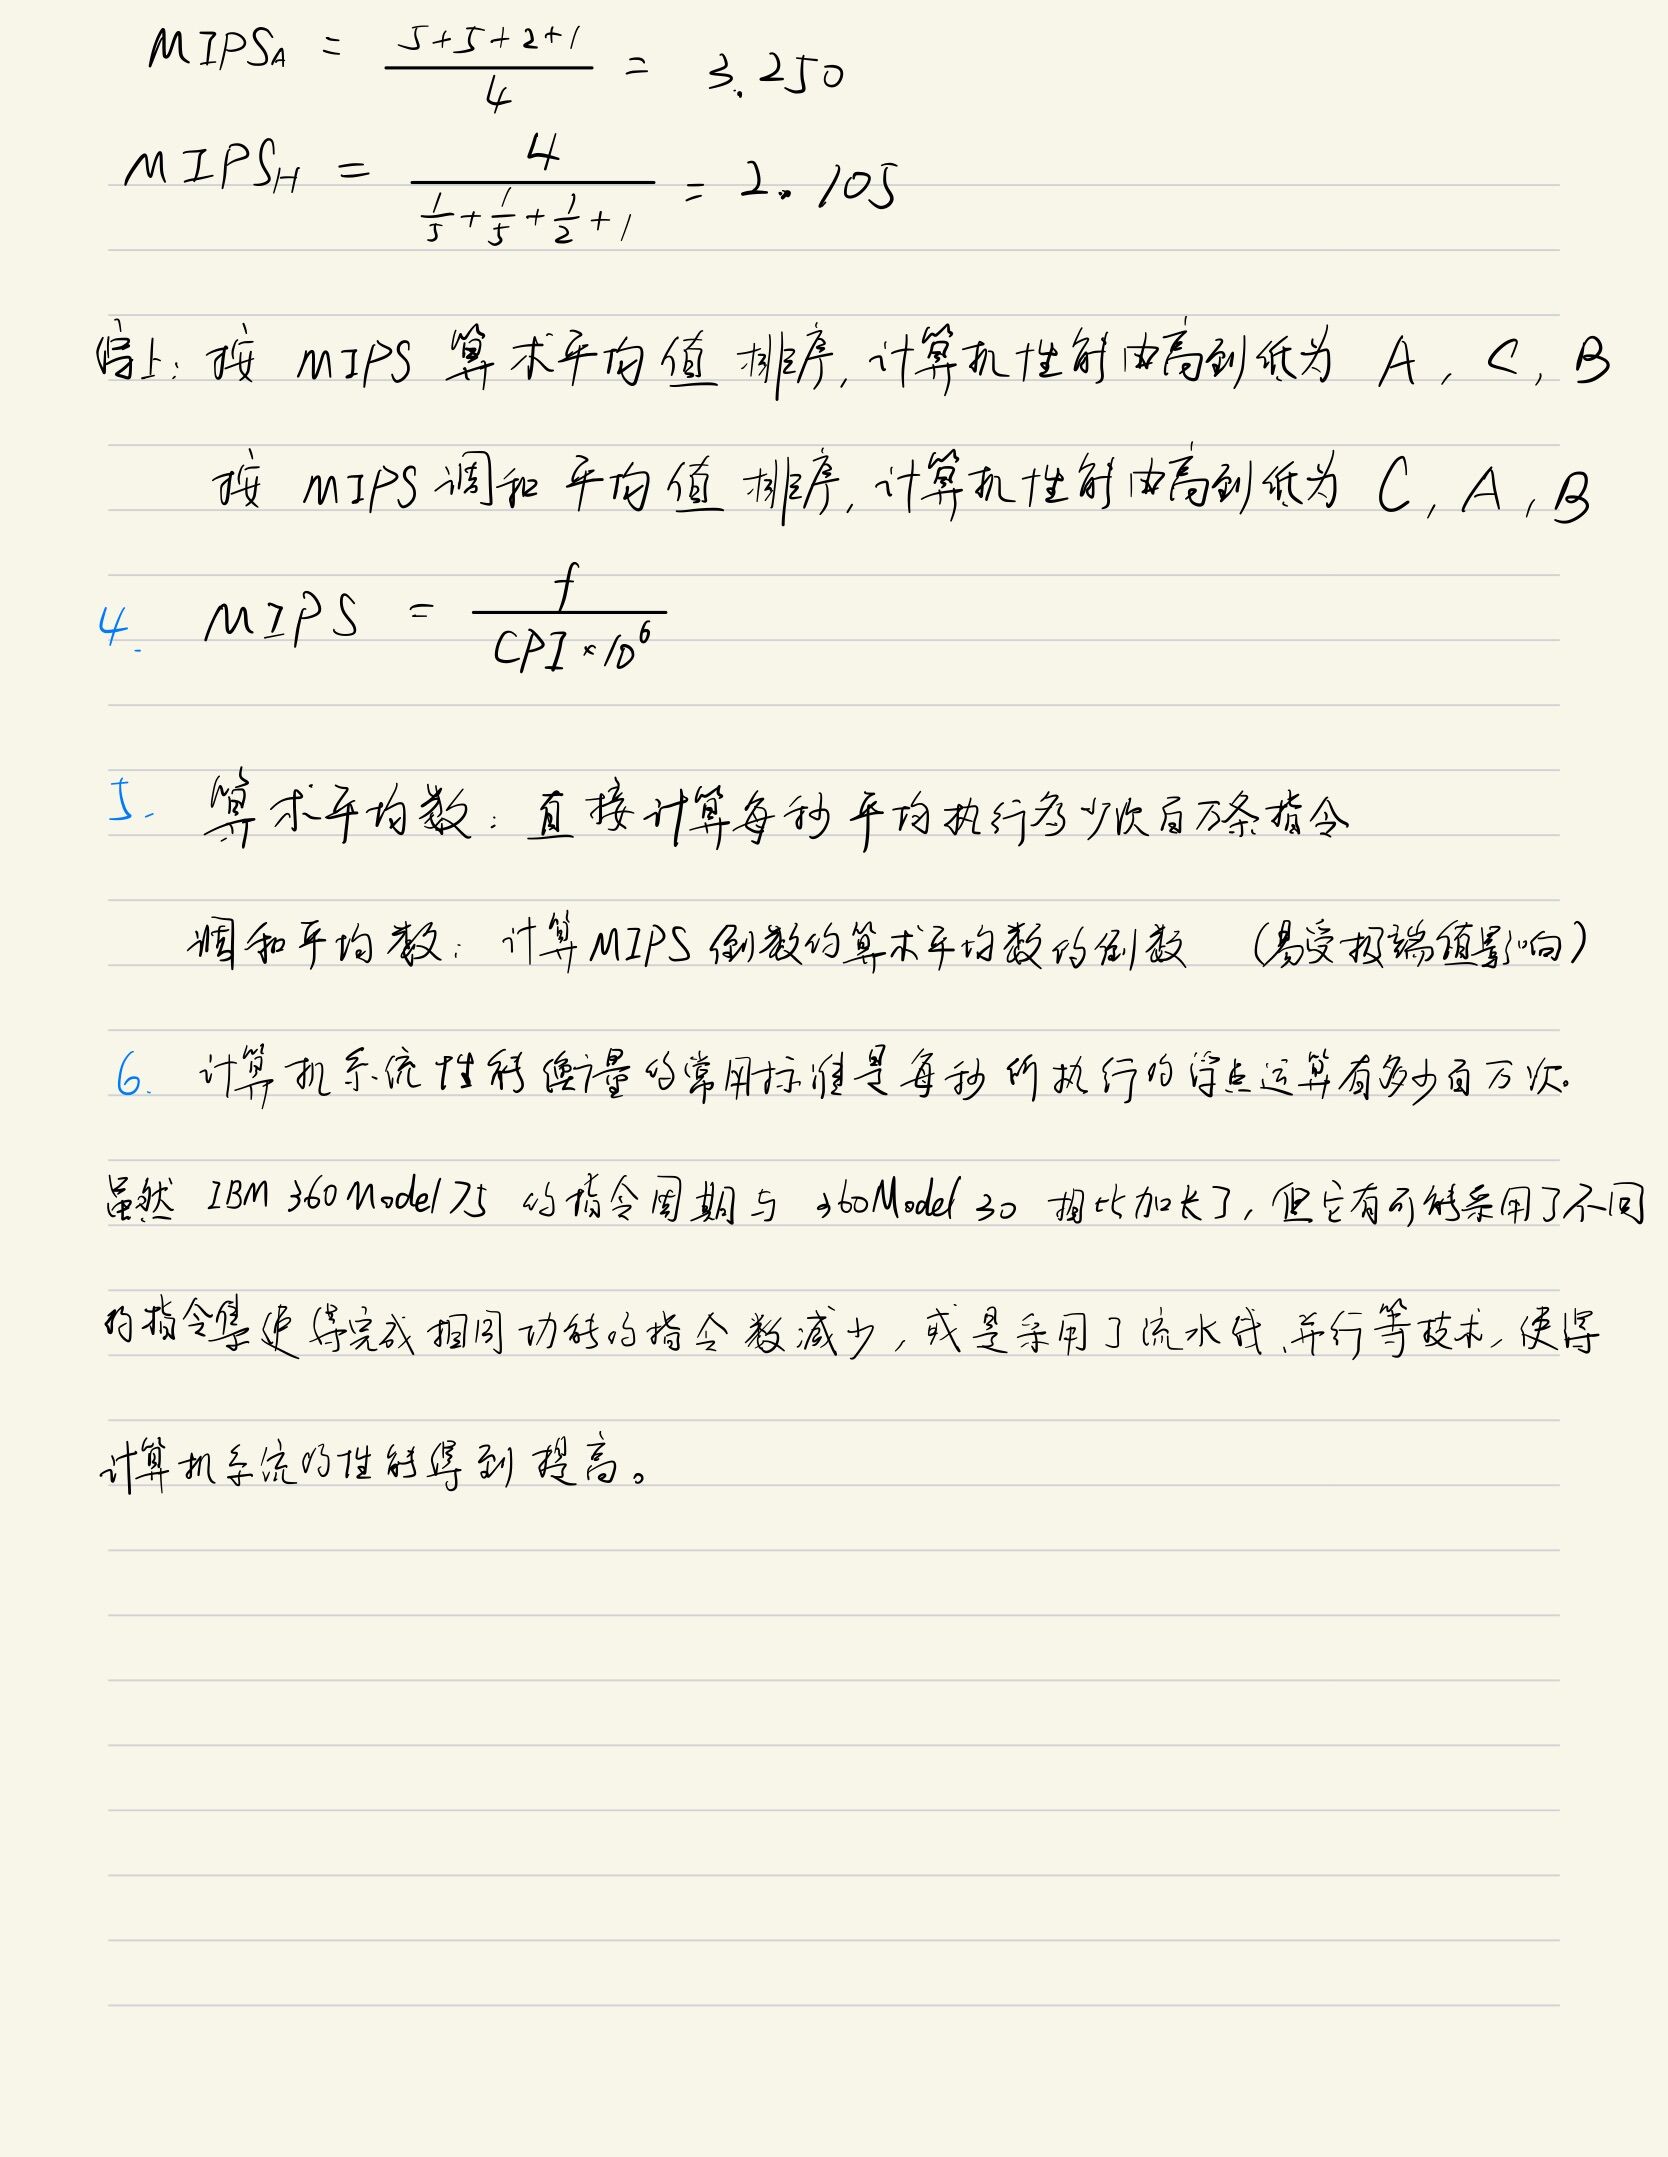 MIPS_A = (5+5+2+1)/4 = 3.250
MIPS_H = 4/(1/5+1/5+1/2+1) = 2.105
综上: 按 MIPS 算术平均值 排序, 计算机性能由高到低为 A, C, B
按 MIPS 调和平均值 排序, 计算机性能由高到低为 C, A, B
4. MIPS = f/(CPI×10^6)
5. 算术平均数: 直接计算每秒平均执行多少次百万条指令
调和平均数: 计算MIPS倒数的算术平均数的倒数 (易受极端值影响)
6. 计算机系统性能衡量的常用标准是每秒所执行的浮点运算有多少百万次。
虽然 IBM 360 Model 75 的指令周期与 360 Model 30 相比加长了, 但它有可能采用了不同
的指令集使得完成相同功能的指令数减少, 或是采用了流水线、并行等技术, 使得
计算机系统的性能得到提高。